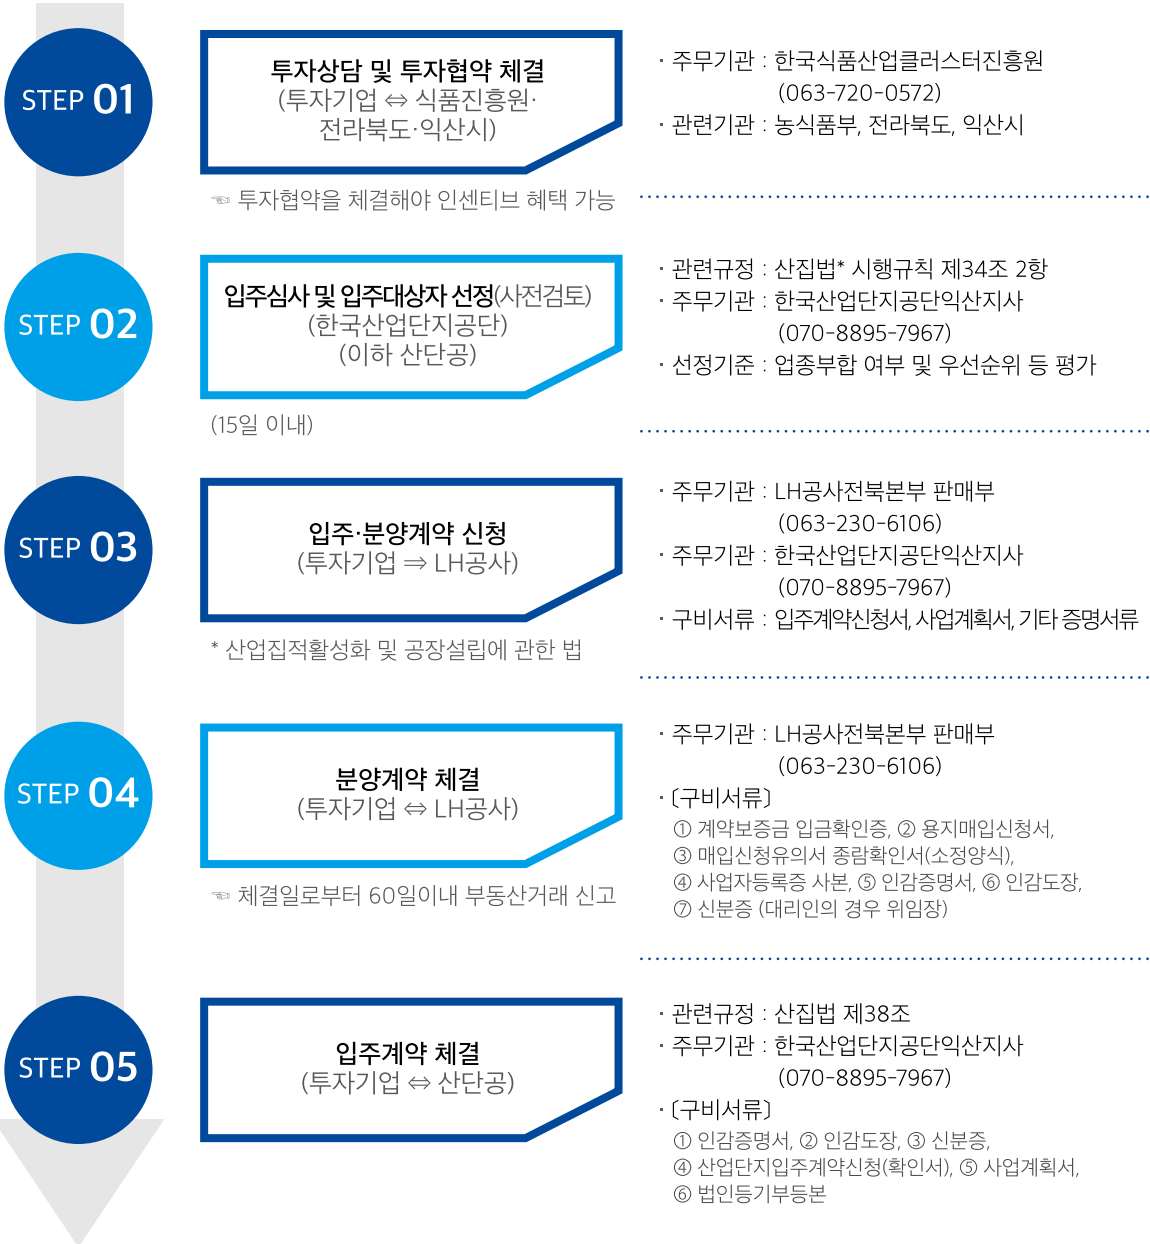 STEP 01
투자상담 및 투자협약 체결
(투자기업 ⇔ 식품진흥원·
전라북도·익산시)
☜ 투자협약을 체결해야 인센티브 혜택 가능
· 주무기관 : 한국식품산업클러스터진흥원
(063-720-0572)
· 관련기관 : 농식품부, 전라북도, 익산시
STEP 02
입주심사 및 입주대상자 선정(사전검토)
(한국산업단지공단)
(이하 산단공)
(15일 이내)
· 관련규정 : 산집법* 시행규칙 제34조 2항
· 주무기관 : 한국산업단지공단익산지사
(070-8895-7967)
· 선정기준 : 업종부합 여부 및 우선순위 등 평가
STEP 03
입주·분양계약 신청
(투자기업 ⇒ LH공사)
* 산업집적활성화 및 공장설립에 관한 법
· 주무기관 : LH공사전북본부 판매부
(063-230-6106)
· 주무기관 : 한국산업단지공단익산지사
(070-8895-7967)
· 구비서류 : 입주계약신청서, 사업계획서, 기타 증명서류
STEP 04
분양계약 체결
(투자기업 ⇔ LH공사)
☜ 체결일로부터 60일이내 부동산거래 신고
· 주무기관 : LH공사전북본부 판매부
(063-230-6106)
· 〔구비서류〕
① 계약보증금 입금확인증, ② 용지매입신청서,
③ 매입신청유의서 종람확인서(소정양식),
④ 사업자등록증 사본, ⑤ 인감증명서, ⑥ 인감도장,
⑦ 신분증 (대리인의 경우 위임장)
STEP 05
입주계약 체결
(투자기업 ⇔ 산단공)
· 관련규정 : 산집법 제38조
· 주무기관 : 한국산업단지공단익산지사
(070-8895-7967)
· 〔구비서류〕
① 인감증명서, ② 인감도장, ③ 신분증,
④ 산업단지입주계약신청(확인서), ⑤ 사업계획서,
⑥ 법인등기부등본